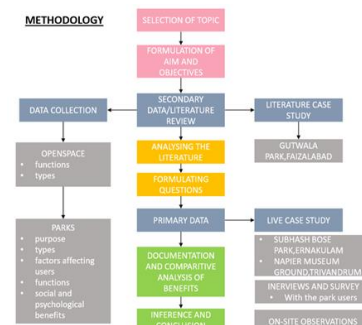 METHODOLOGY
SELECTION OF TOPIC
FORMULATION OF
AIM AND
OBJECTIVES
DATA COLLECTION
SECONDARY
DATA/LITERATURE
REVIEW
LITERATURE CASE
STUDY
OPENSPACE
• functions
• types
ANALYSING THE
LITERATURE
GUTWALA
PARK,FAIZALABAD
FORMULATING
QUESTIONS
PARKS
• purpose
• types
• factors affecting
users
• functions
• social and
psychological
benefits
PRIMARY DATA
LIVE CASE STUDY
DOCUMENTATION
AND COMPARITIVE
ANALYSIS OF
BENEFITS
• SUBHASH BOSE
PARK,ERNAKULAM
• NAPIER MUSEUM
GROUND,TRIVANDRUM
INERVIEWS AND SURVEY
• With the park users
INFERENCE AND
CONCLUSION
ON-SITE OBSERVATIONS